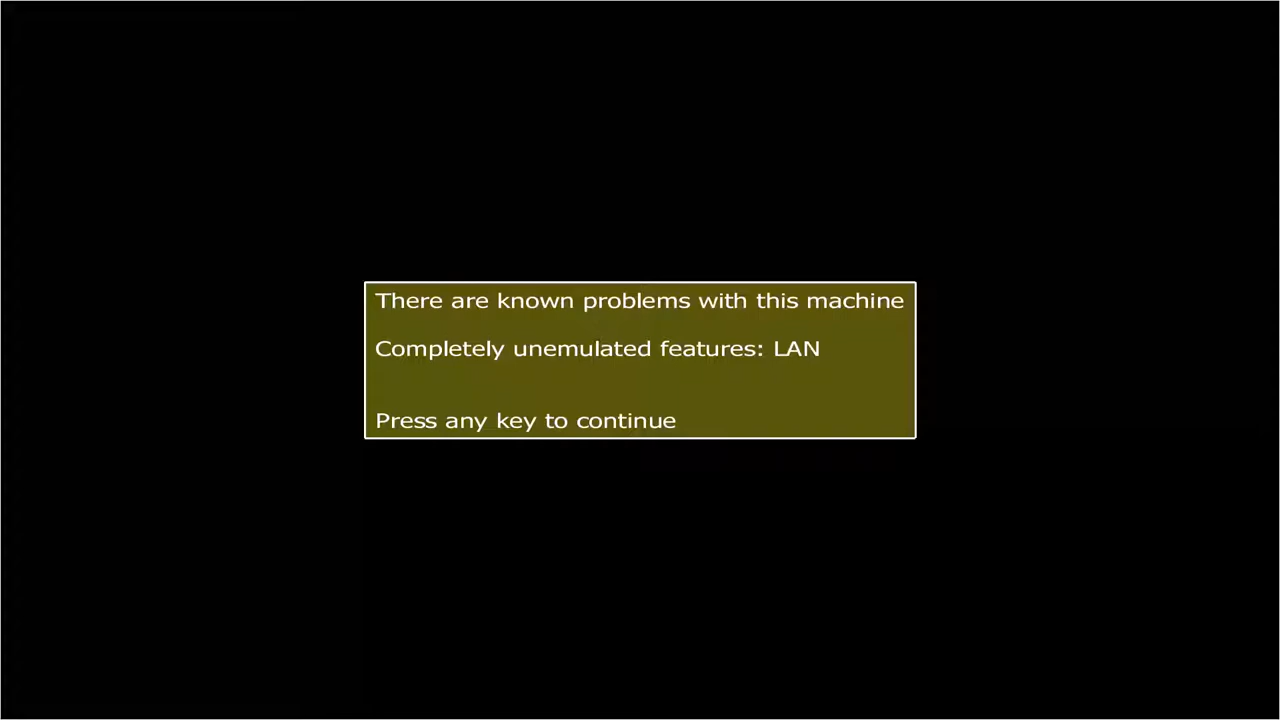 There are known problems with this machine
Completely unemulated features: LAN
Press any key to continue